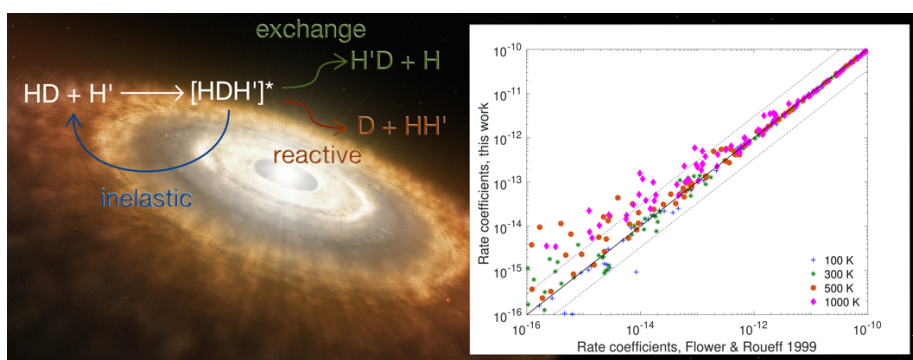 exchange
H'D + H
HD + H' ⟶ [HDH']*
D + HH'
reactive
inelastic
Rate coefficients, this work
10⁻¹⁰
10⁻¹¹
10⁻¹²
10⁻¹³
10⁻¹⁴
10⁻¹⁵
10⁻¹⁶
100 K
300 K
500 K
1000 K
10⁻¹⁶ 10⁻¹⁴ 10⁻¹² 10⁻¹⁰
Rate coefficients, Flower & Roueff 1999